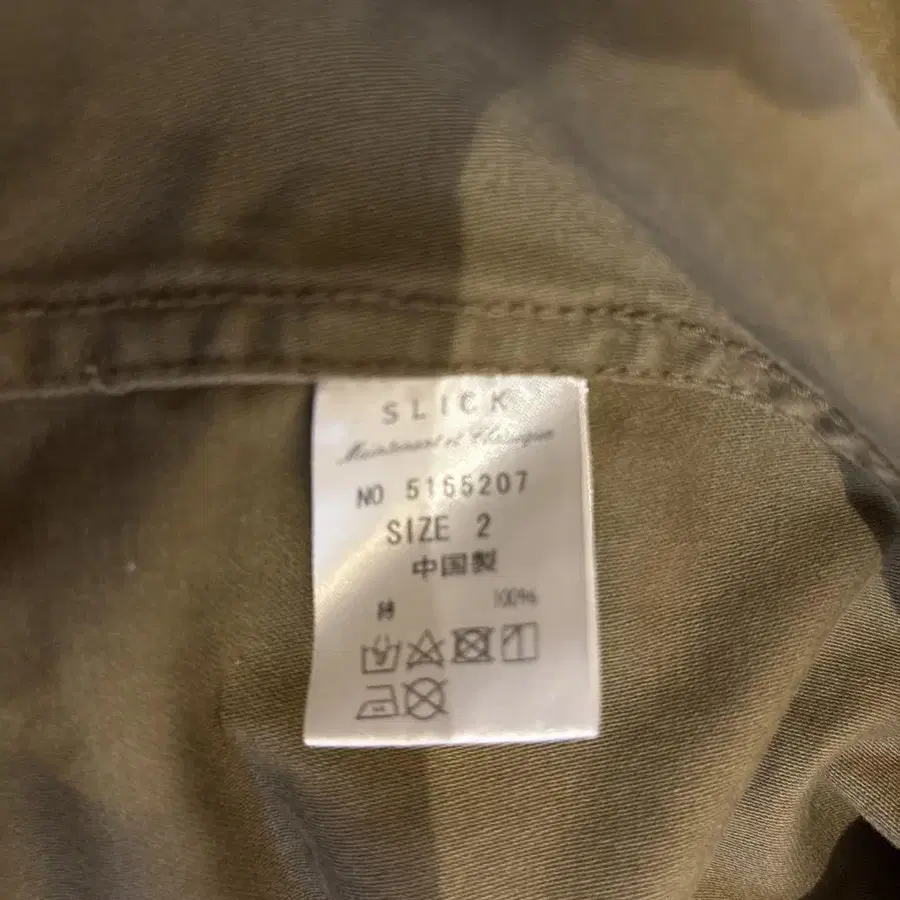 SLICK
Maintenant et Classique
NO 5165207
SIZE 2
中国製
綿 100%